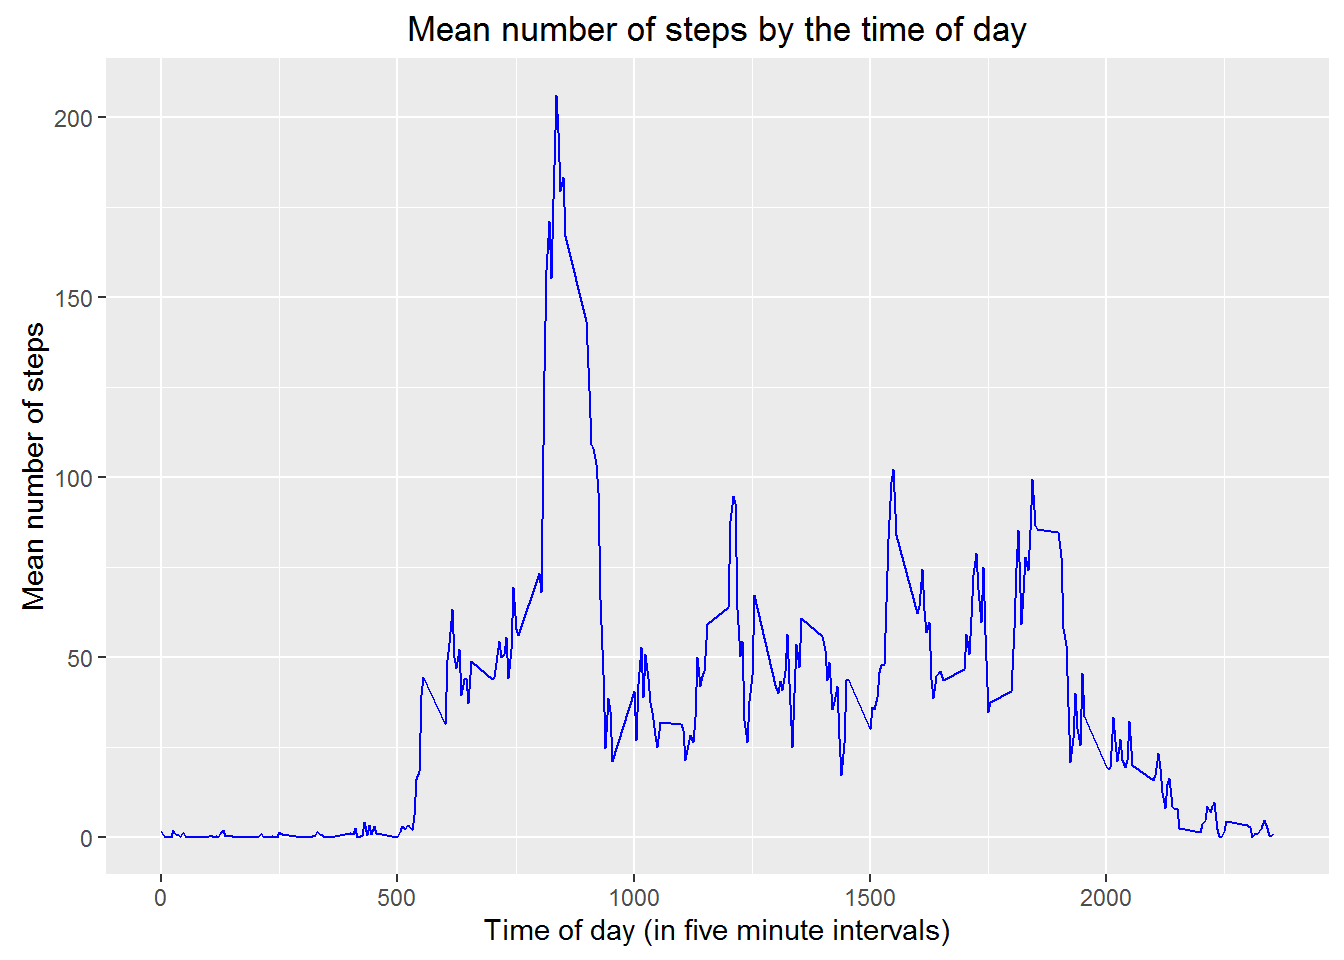 Mean number of steps by the time of day
Mean number of steps
200
150
100
50
0
0 500 1000 1500 2000
Time of day (in five minute intervals)